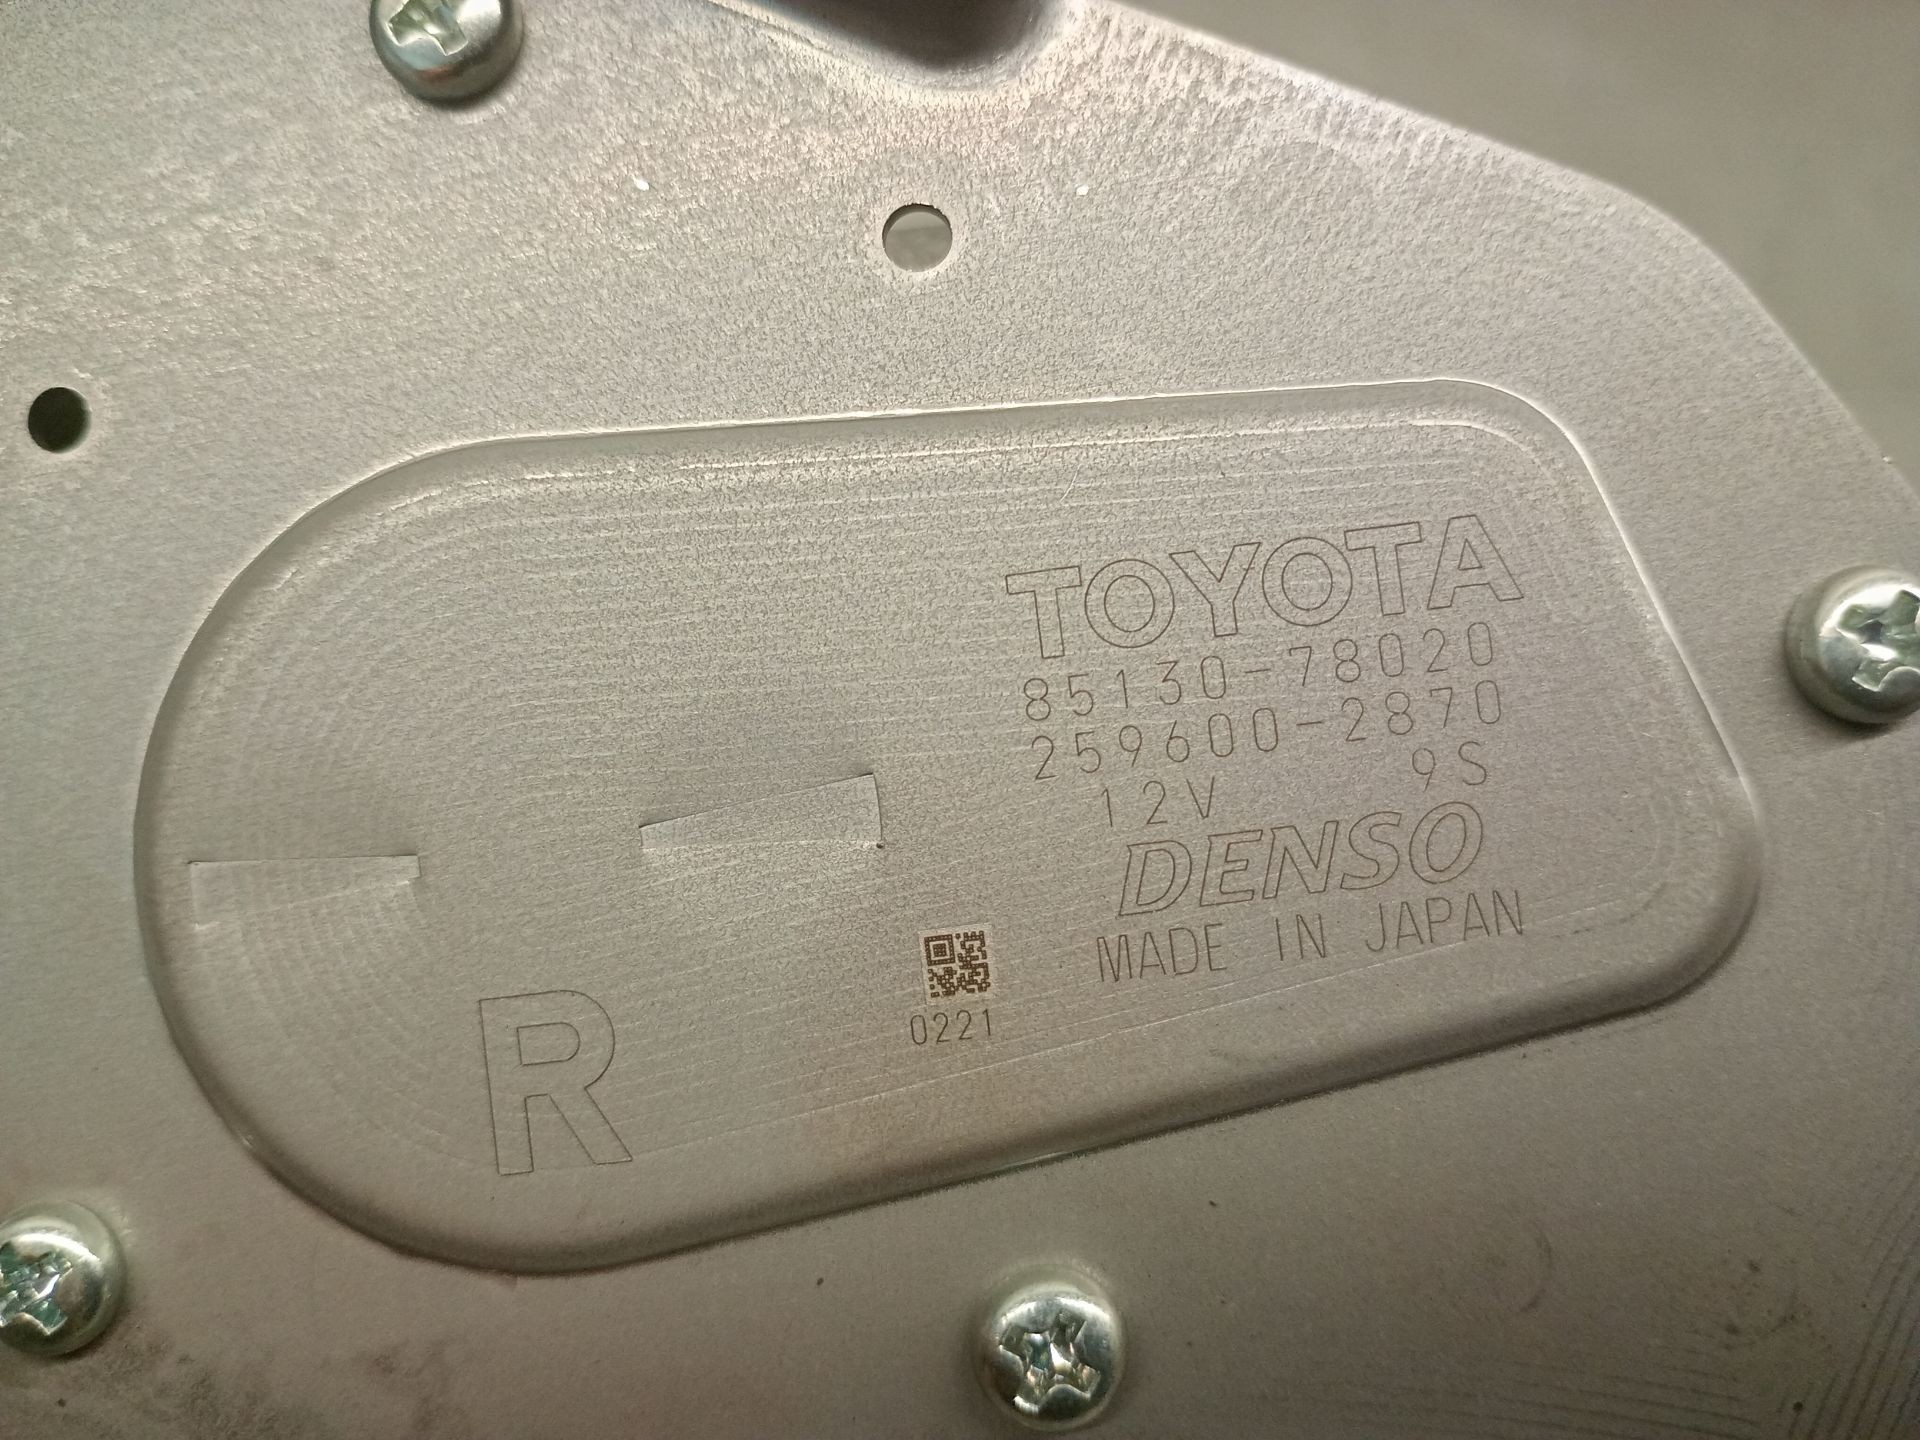 TOYOTA
85130-78020
259600-2870
12V 9S
DENSO
MADE IN JAPAN
0221
R